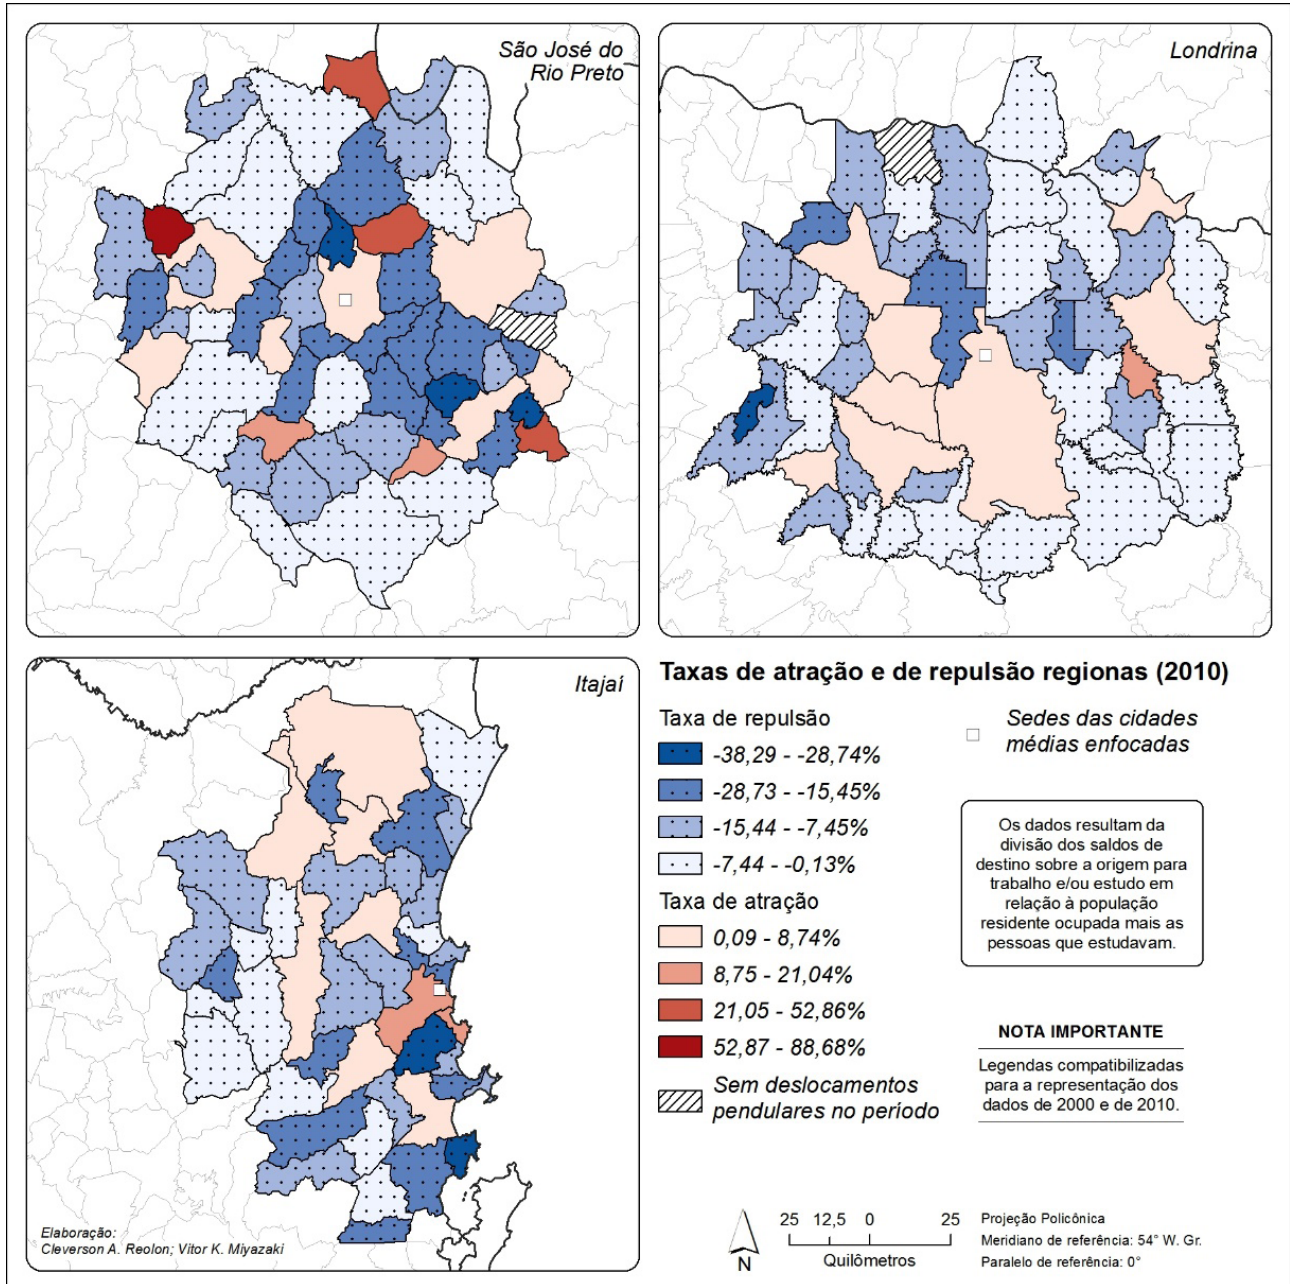 São José do
Rio Preto
Londrina
Itajaí
Elaboração:
Cleverson A. Reolon; Vitor K. Miyazaki
Taxas de atração e de repulsão regionas (2010)
Taxa de repulsão
-38,29 - -28,74%
-28,73 - -15,45%
-15,44 - -7,45%
-7,44 - -0,13%
Taxa de atração
0,09 - 8,74%
8,75 - 21,04%
21,05 - 52,86%
52,87 - 88,68%
Sem deslocamentos
pendulares no período
Sedes das cidades
médias enfocadas
Os dados resultam da
divisão dos saldos de
destino sobre a origem para
trabalho e/ou estudo em
relação à população
residente ocupada mais as
pessoas que estudavam.
NOTA IMPORTANTE
Legendas compatibilizadas
para a representação dos
dados de 2000 e de 2010.
N
25 12,5 0 25
Quilômetros
Projeção Policônica
Meridiano de referência: 54° W. Gr.
Paralelo de referência: 0°